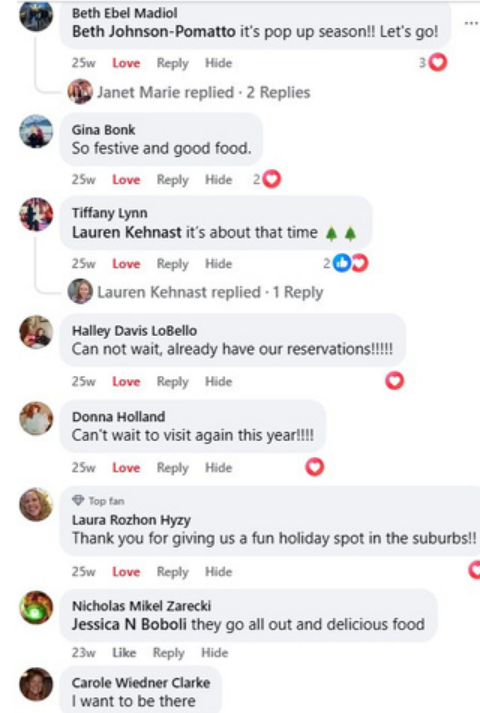 Beth Ebel Madiol
Beth Johnson-Pomatto it's pop up season!! Let's go!
25w Love Reply Hide 3
Janet Marie replied · 2 Replies
Gina Bonk
So festive and good food.
25w Love Reply Hide 2
Tiffany Lynn
Lauren Kehnast it's about that time 🌲🌲
25w Love Reply Hide 2
Lauren Kehnast replied · 1 Reply
Halley Davis LoBello
Can not wait, already have our reservations!!!!!
25w Love Reply Hide
Donna Holland
Can't wait to visit again this year!!!!
25w Love Reply Hide
Top fan
Laura Rozhon Hyzy
Thank you for giving us a fun holiday spot in the suburbs!!
25w Love Reply Hide
Nicholas Mikel Zarecki
Jessica N Boboli they go all out and delicious food
23w Like Reply Hide
Carole Wiedner Clarke
I want to be there